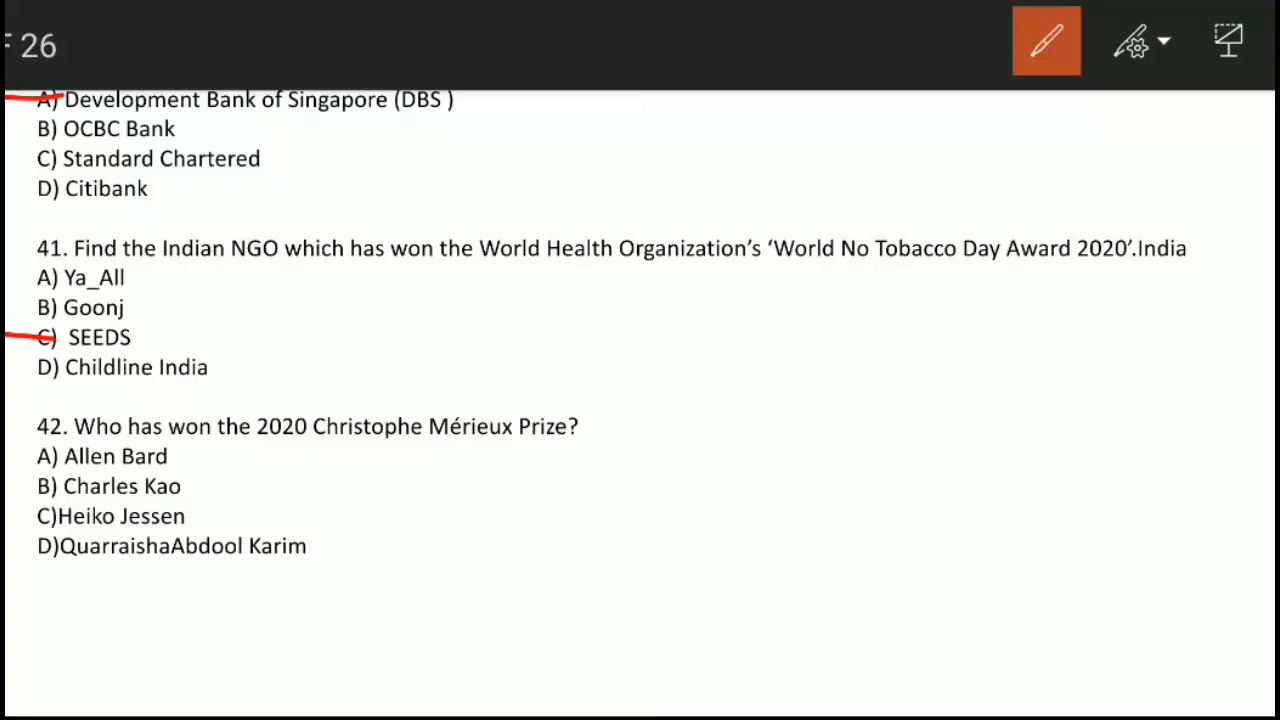 F 26
A) Development Bank of Singapore (DBS )
B) OCBC Bank
C) Standard Chartered
D) Citibank
41. Find the Indian NGO which has won the World Health Organization’s ‘World No Tobacco Day Award 2020’.India
A) Ya_All
B) Goonj
C) SEEDS
D) Childline India
42. Who has won the 2020 Christophe Mérieux Prize?
A) Allen Bard
B) Charles Kao
C)Heiko Jessen
D)QuarraishaAbdool Karim